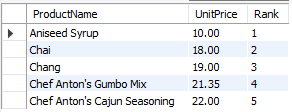 ProductName UnitPrice Rank
Aniseed Syrup 10.00 1
Chai 18.00 2
Chang 19.00 3
Chef Anton's Gumbo Mix 21.35 4
Chef Anton's Cajun Seasoning 22.00 5